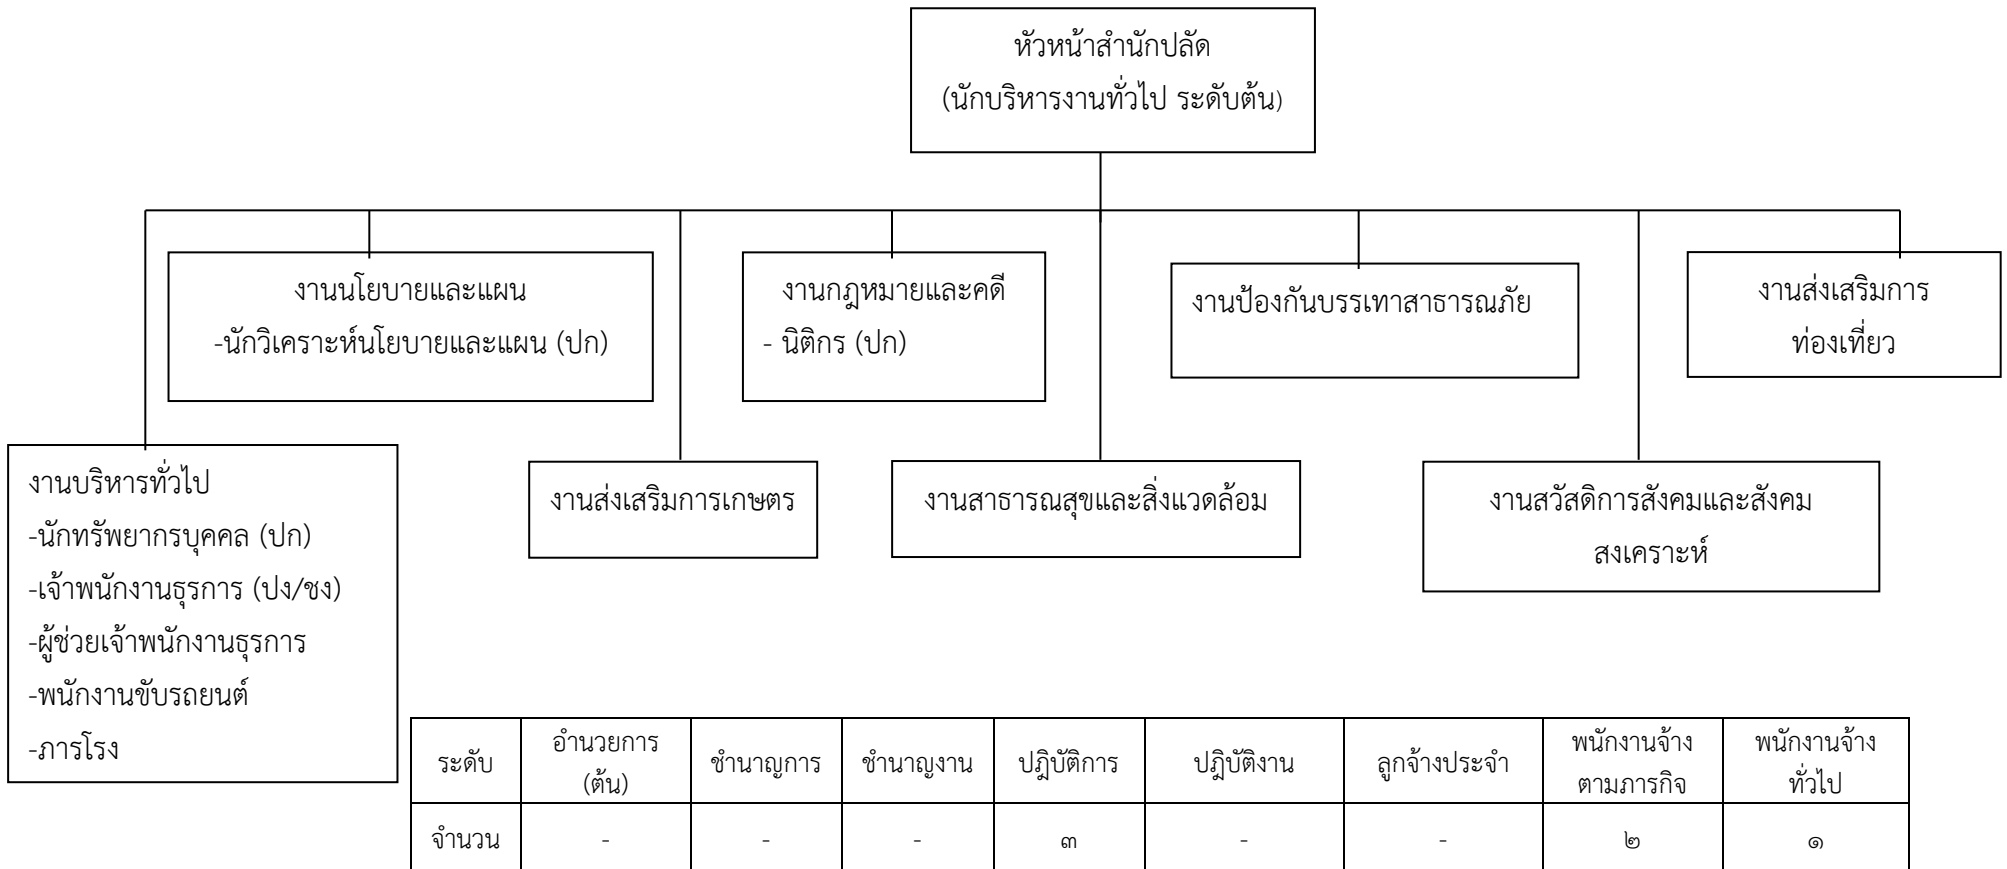 หัวหน้าสำนักปลัด
(นักบริหารงานทั่วไป ระดับต้น)
งานนโยบายและแผน
-นักวิเคราะห์นโยบายและแผน (ปก)
งานกฎหมายและคดี
- นิติกร (ปก)
งานป้องกันบรรเทาสาธารณภัย
งานส่งเสริมการ
ท่องเที่ยว
งานบริหารทั่วไป
-นักทรัพยากรบุคคล (ปก)
-เจ้าพนักงานธุรการ (ปง/ชง)
-ผู้ช่วยเจ้าพนักงานธุรการ
-พนักงานขับรถยนต์
-ภารโรง
งานส่งเสริมการเกษตร
งานสาธารณสุขและสิ่งแวดล้อม
งานสวัสดิการสังคมและสังคม
สงเคราะห์
ระดับ อำนวยการ (ต้น) ชำนาญการ ชำนาญงาน ปฎิบัติการ ปฎิบัติงาน ลูกจ้างประจำ พนักงานจ้าง ตามภารกิจ พนักงานจ้าง ทั่วไป
จำนวน - - - ๓ - - ๒ ๑